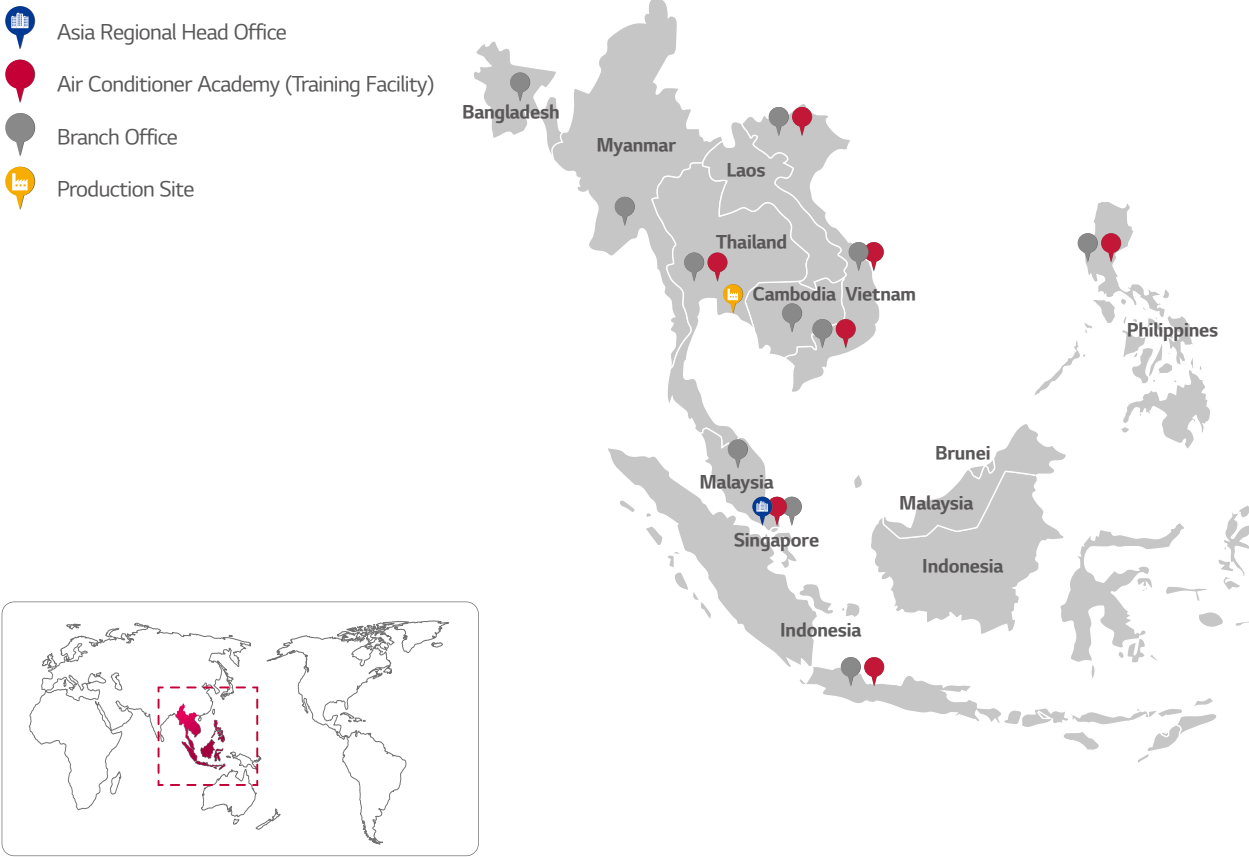 Asia Regional Head Office
Air Conditioner Academy (Training Facility)
Branch Office
Production Site
Bangladesh
Myanmar
Laos
Thailand
Cambodia
Vietnam
Philippines
Brunei
Malaysia
Malaysia
Singapore
Indonesia
Indonesia